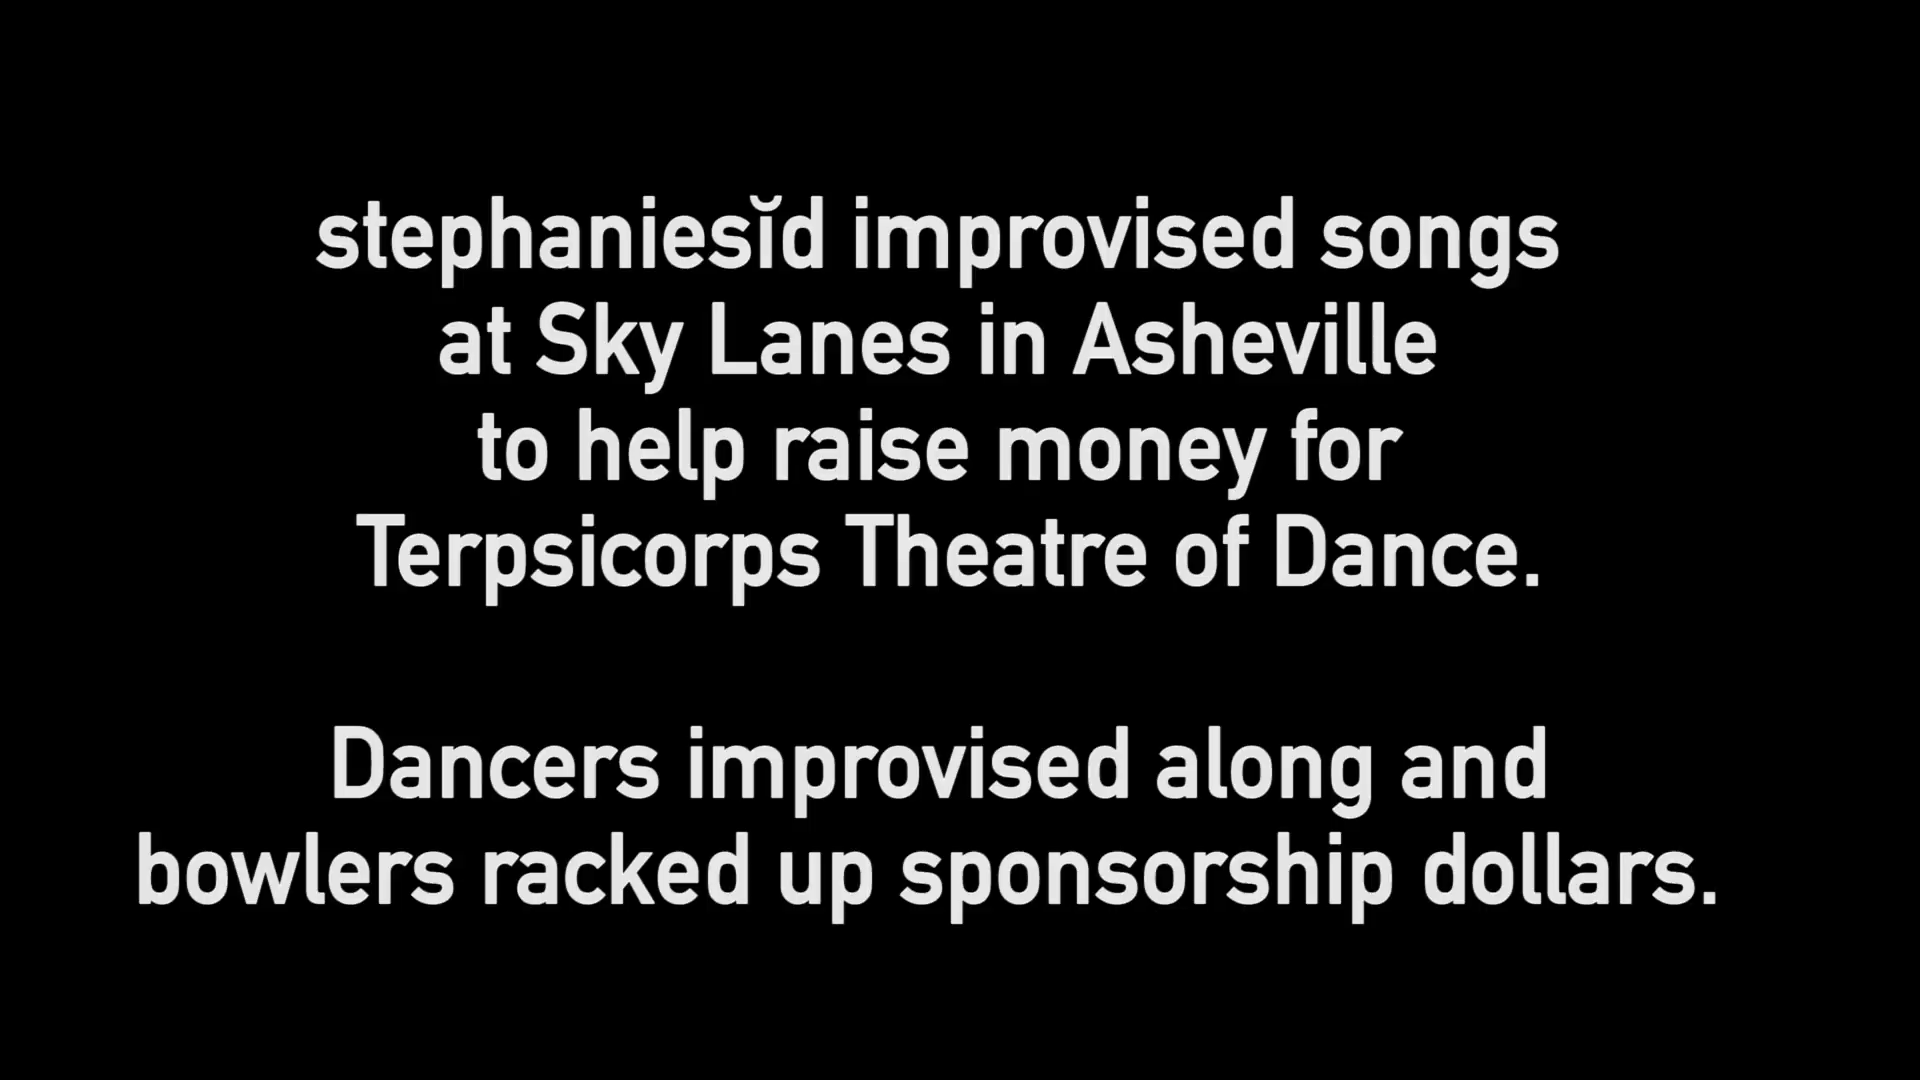 stephaniesĭd improvised songs
at Sky Lanes in Asheville
to help raise money for
Terpsicorps Theatre of Dance.
Dancers improvised along and
bowlers racked up sponsorship dollars.